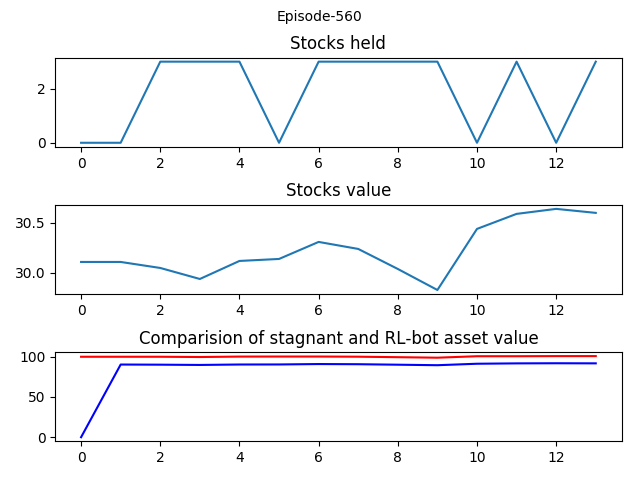 Episode-560
Stocks held
2
0
0 2 4 6 8 10 12
Stocks value
30.5
30.0
0 2 4 6 8 10 12
Comparision of stagnant and RL-bot asset value
100
50
0
0 2 4 6 8 10 12